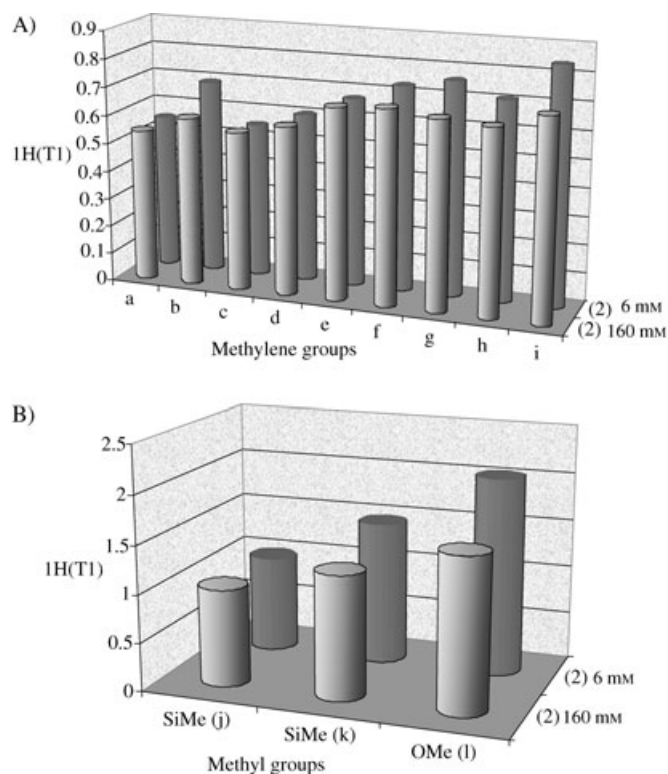 A)
0.9
0.8
0.7
0.6
0.5
1H(T1)
0.4
0.3
0.2
0.1
0
a
b
c
d
e
f
g
h
i
(2) 6 mM
(2) 160 mM
Methylene groups
B)
2.5
2
1.5
1H(T1)
1
0.5
0
SiMe (j)
SiMe (k)
OMe (l)
(2) 6 mM
(2) 160 mM
Methyl groups